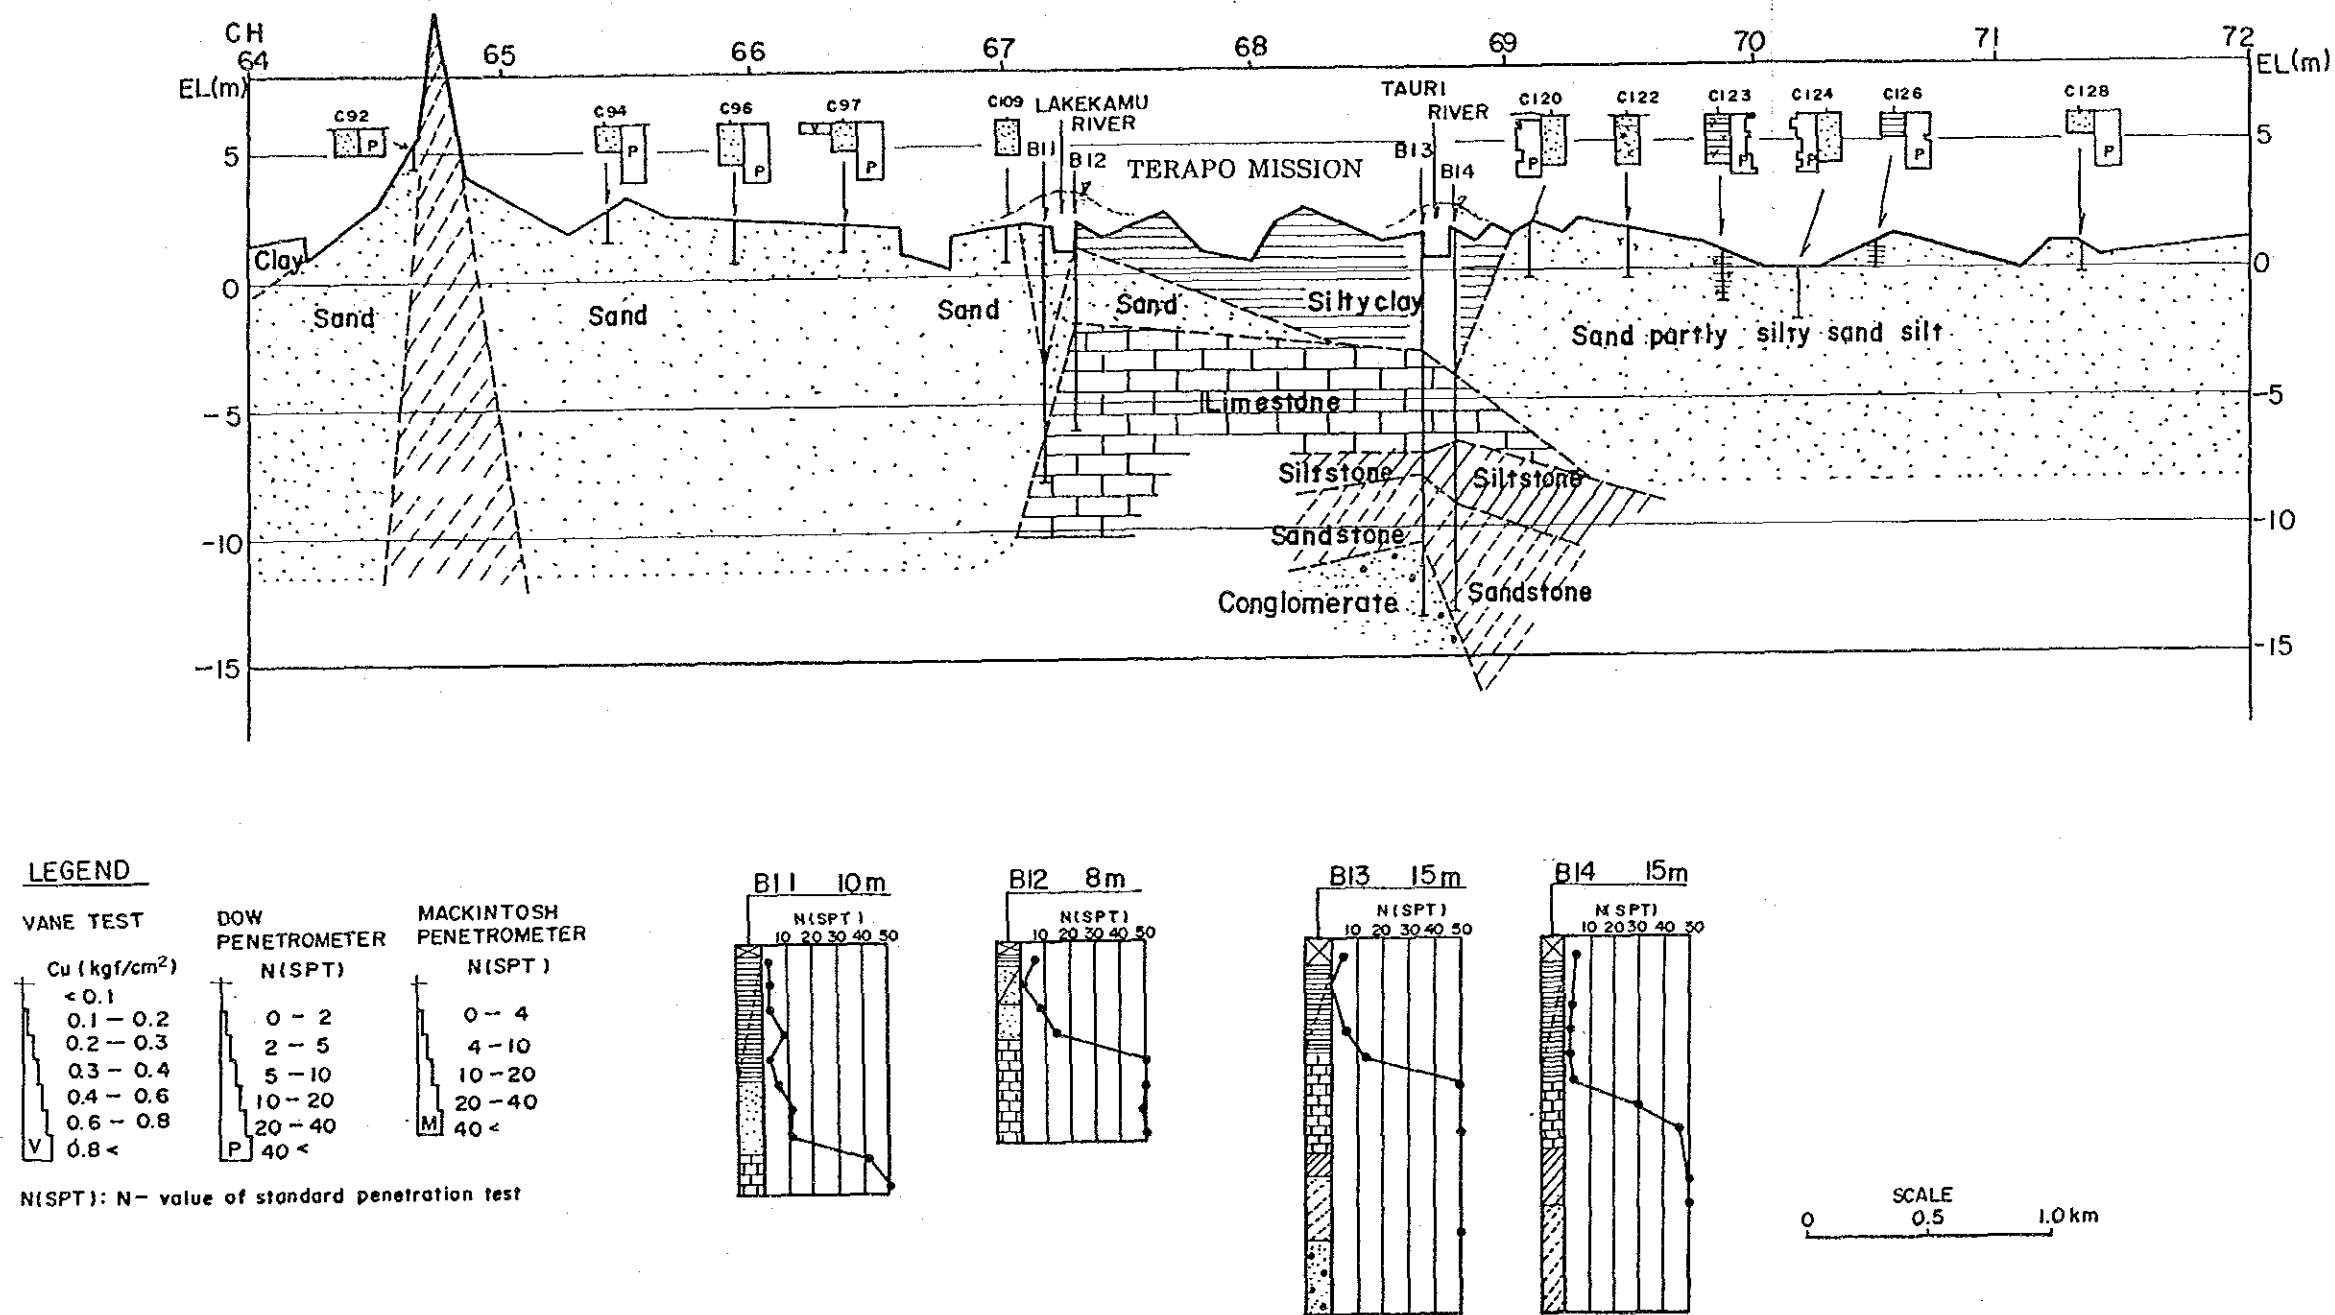 CH
64 65 66 67 68 69 70 71 72
EL(m) EL(m)
C92 C94 C96 C97 C109 LAKEKAMU RIVER TAURI RIVER C120 C122 C123 C124 C126 C128
P P P V P P P P P P
B11 B12 TERAPO MISSION B13 B14
5 5
Clay
0 0
Sand Sand Sand Sand Silty clay Sand partly silty sand silt
-5 -5
Limestone
Siltstone Siltstone
-10 -10
Sandstone
Conglomerate Sandstone
-15 -15
LEGEND
VANE TEST
Cu (kgf/cm²)
<0.1
0.1 - 0.2
0.2 - 0.3
0.3 - 0.4
0.4 - 0.6
0.6 - 0.8
V 0.8 <
DOW
PENETROMETER
N(SPT)
0 - 2
2 - 5
5 - 10
10 - 20
20 - 40
P 40 <
MACKINTOSH
PENETROMETER
N(SPT)
0 - 4
4 - 10
10 - 20
20 - 40
M 40 <
N(SPT): N- value of standard penetration test
B11 10m
N(SPT)
10 20 30 40 50
B12 8m
N(SPT)
10 20 30 40 50
B13 15m
N(SPT)
10 20 30 40 50
B14 15m
N(SPT)
10 20 30 40 50
SCALE
0 0.5 1.0km